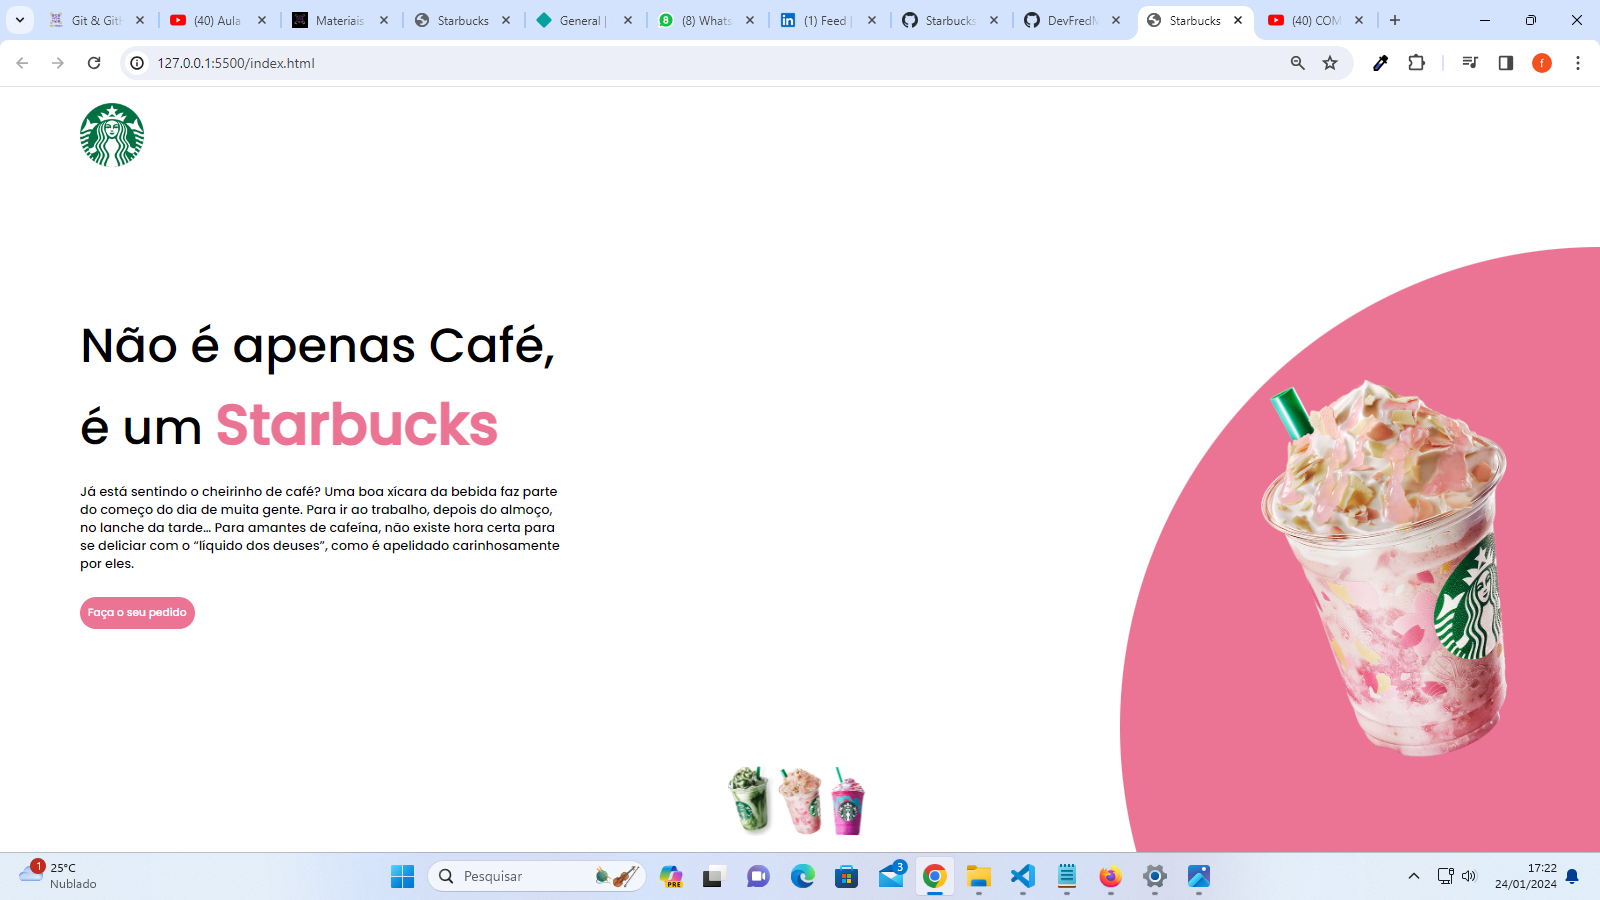 Git & Git
(40) Aula
Materiais
Starbucks
General |
(8) Whats
(1) Feed |
Starbucks
DevFredM
Starbucks
(40) COM
127.0.0.1:5500/index.html
f
Não é apenas Café,
é um Starbucks
Já está sentindo o cheirinho de café? Uma boa xícara da bebida faz parte
do começo do dia de muita gente. Para ir ao trabalho, depois do almoço,
no lanche da tarde... Para amantes de cafeína, não existe hora certa para
se deliciar com o “líquido dos deuses”, como é apelidado carinhosamente
por eles.
Faça o seu pedido
1
25°C
Nublado
Pesquisar
PRE
3
17:22
24/01/2024